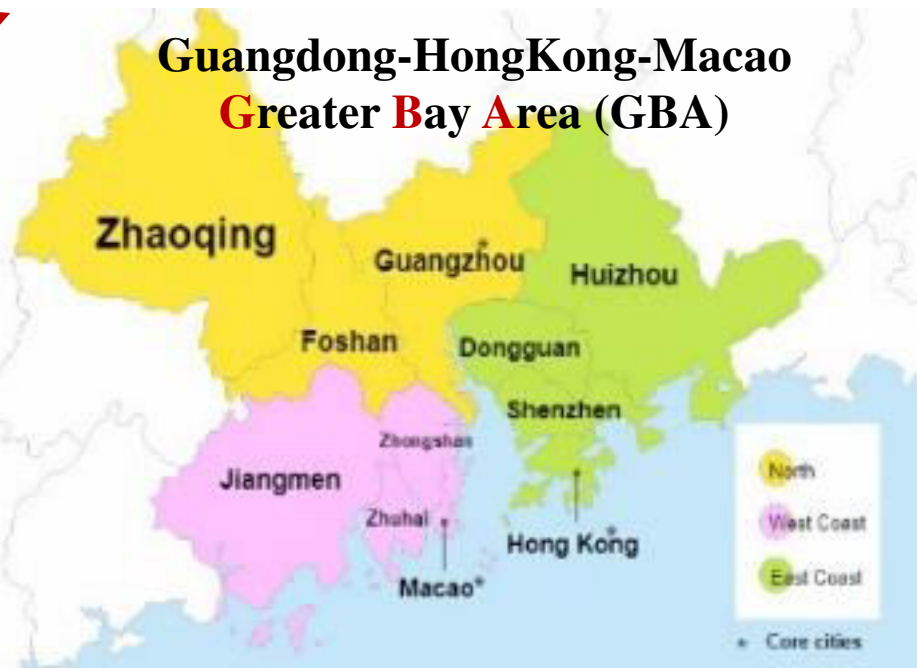 Guangdong-HongKong-Macao
Greater Bay Area (GBA)
Zhaoqing
Guangzhou
Huizhou
Foshan
Dongguan
Shenzhen
Zhongshan
Jiangmen
Zhuhai
Hong Kong
Macao*
North
West Coast
East Coast
* Core cities